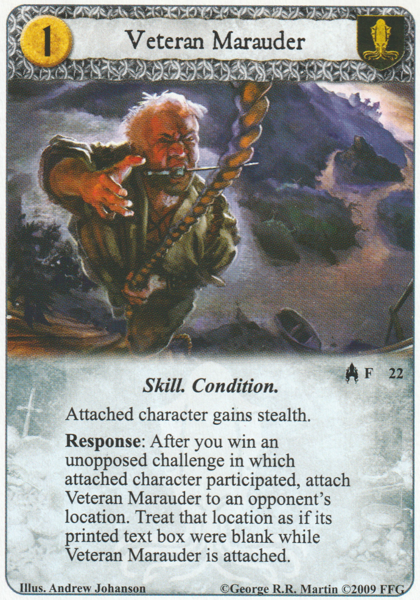 1
Veteran Marauder
F 22
Skill. Condition.
Attached character gains stealth.
Response: After you win an
unopposed challenge in which
attached character participated, attach
Veteran Marauder to an opponent's
location. Treat that location as if its
printed text box were blank while
Veteran Marauder is attached.
Illus. Andrew Johanson
©George R.R. Martin ©2009 FFG